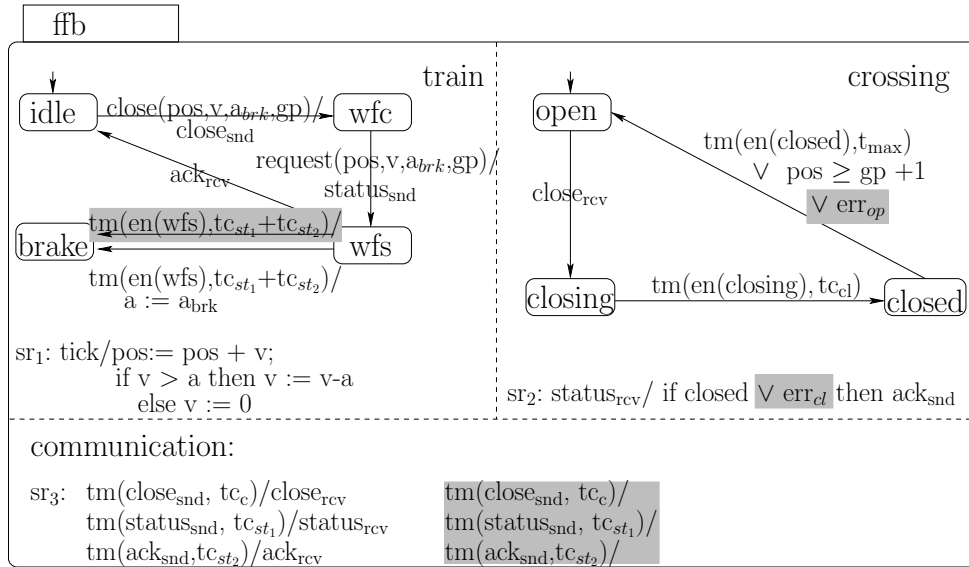 ffb
train
crossing
idle
close(pos,v,a_brk,gp)/
close_snd
wfc
open
request(pos,v,a_brk,gp)/
status_snd
tm(en(closed),t_max)
∨ pos ≥ gp +1
∨ err_op
ack_rcv
close_rcv
tm(en(wfs),tc_st₁+tc_st₂)/
brake
wfs
tm(en(wfs),tc_st₁+tc_st₂)/
a := a_brk
closing
tm(en(closing), tc_cl)
closed
sr₁: tick/pos:= pos + v;
if v > a then v := v-a
else v := 0
sr₂: status_rcv/ if closed ∨ err_cl then ack_snd
communication:
sr₃: tm(close_snd, tc_c)/close_rcv tm(close_snd, tc_c)/
tm(status_snd, tc_st₁)/status_rcv tm(status_snd, tc_st₁)/
tm(ack_snd,tc_st₂)/ack_rcv tm(ack_snd,tc_st₂)/